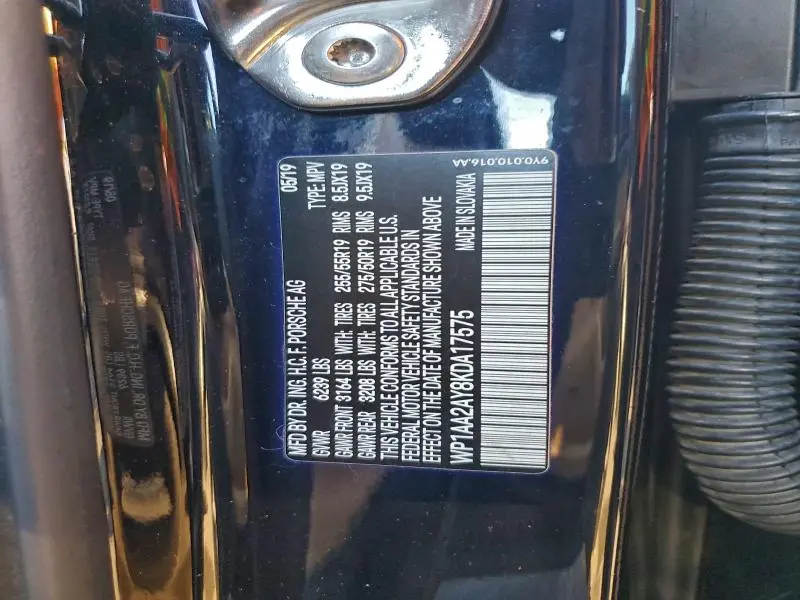 MFD BY DR. ING. H.C. F. PORSCHE AG 05/19
GVWR 6239 LBS TYPE: MPV
GAWR FRONT 3164 LBS WITH: TIRES 255/55R19 RIMS 8.5JX19
GAWR REAR 3208 LBS WITH: TIRES 275/50R19 RIMS 9.5JX19
THIS VEHICLE CONFORMS TO ALL APPLICABLE U.S.
FEDERAL MOTOR VEHICLE SAFETY STANDARDS IN
EFFECT ON THE DATE OF MANUFACTURE SHOWN ABOVE
WP1AA2AY8KDA17575 MADE IN SLOVAKIA
9Y0.010.016.AA